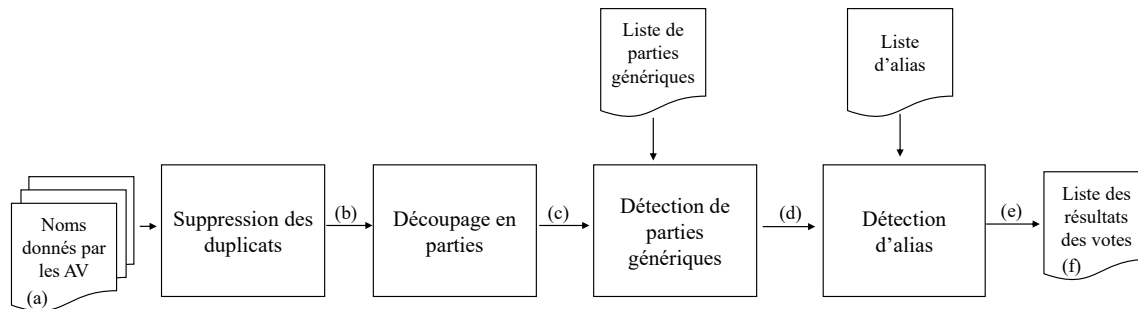 Liste de
parties
génériques
Liste
d’alias
Noms
donnés par
les AV
(a)
Suppression des
duplicats
(b)
Découpage en
parties
(c)
Détection de
parties
génériques
(d)
Détection
d’alias
(e)
Liste des
résultats
des votes
(f)